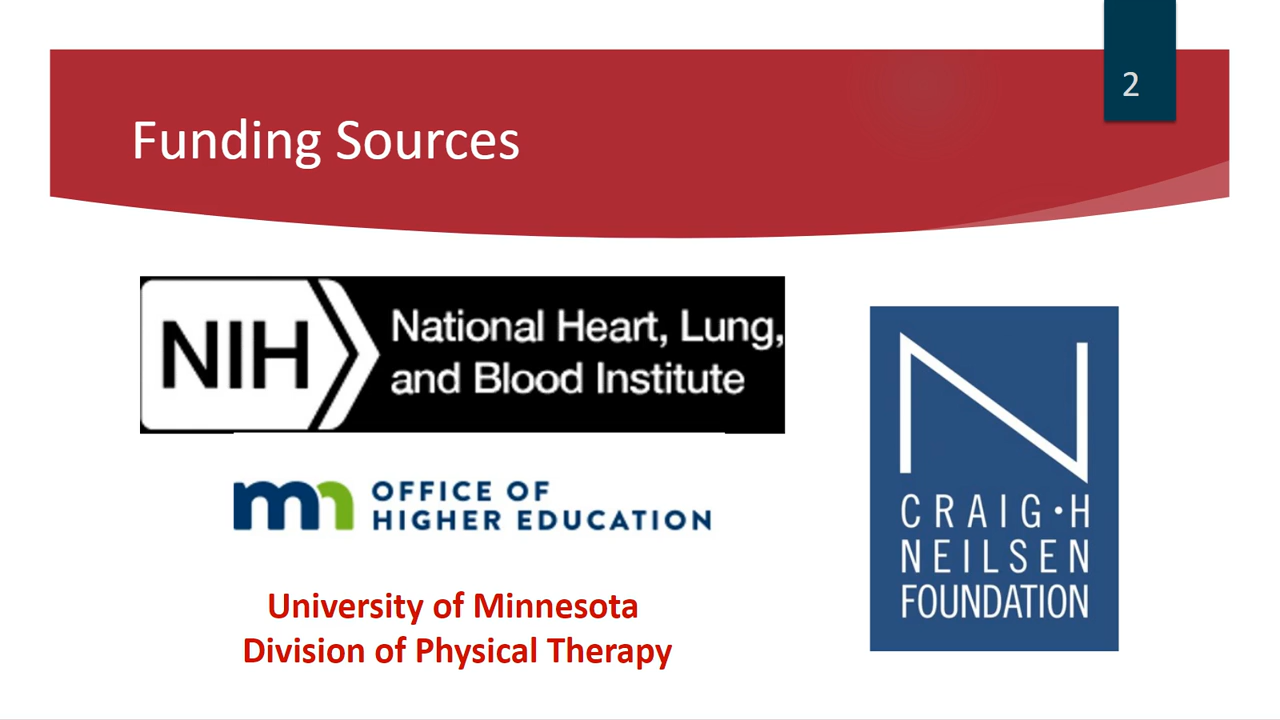 2
Funding Sources
NIH
National Heart, Lung,
and Blood Institute
mn
OFFICE OF
HIGHER EDUCATION
University of Minnesota
Division of Physical Therapy
N
CRAIG•H
NEILSEN
FOUNDATION